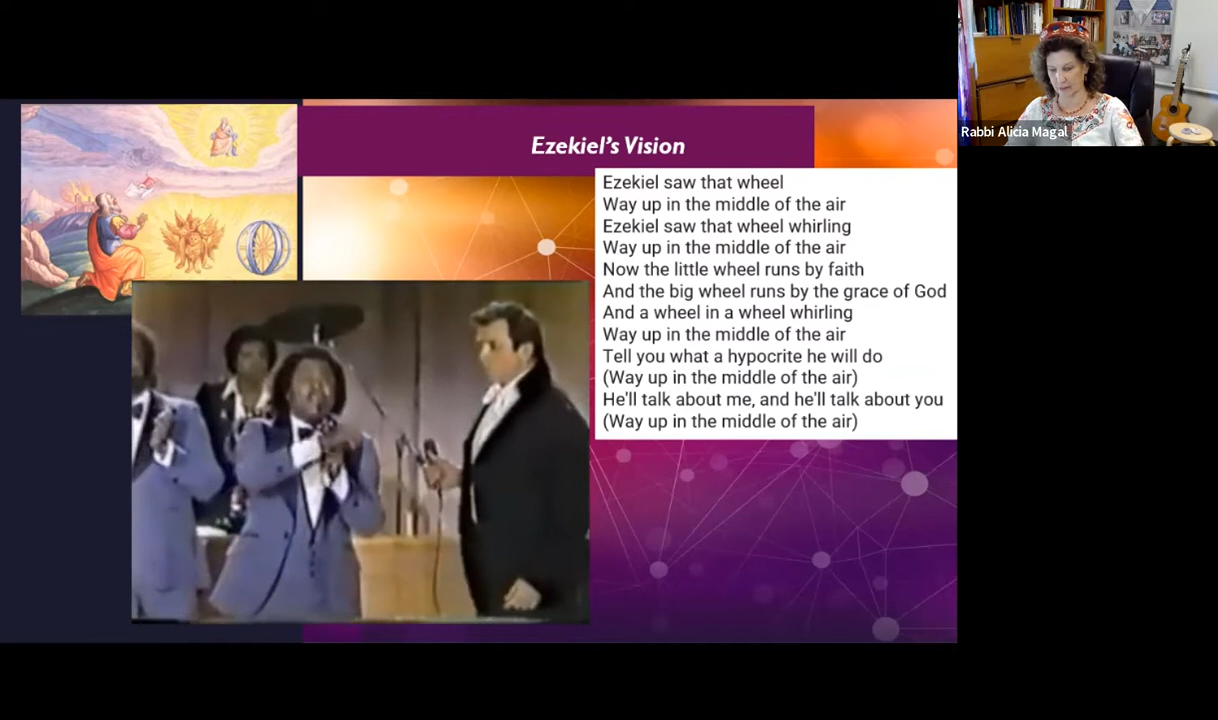 Ezekiel's Vision
Ezekiel saw that wheel
Way up in the middle of the air
Ezekiel saw that wheel whirling
Way up in the middle of the air
Now the little wheel runs by faith
And the big wheel runs by the grace of God
And a wheel in a wheel whirling
Way up in the middle of the air
Tell you what a hypocrite he will do
(Way up in the middle of the air)
He'll talk about me, and he'll talk about you
(Way up in the middle of the air)
Rabbi Alicia Magal